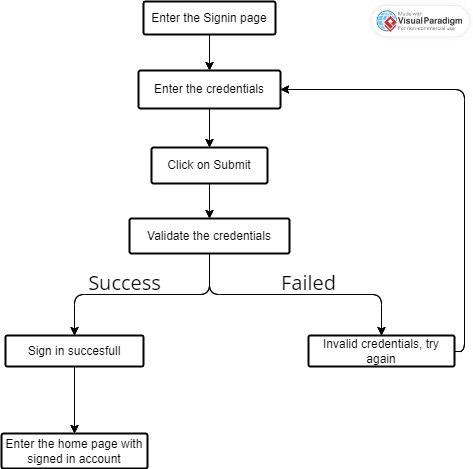 Enter the Signin page
Made with
Visual Paradigm
For non-commercial use
Enter the credentials
Click on Submit
Validate the credentials
Success
Failed
Sign in succesfull
Invalid credentials, try
again
Enter the home page with
signed in account